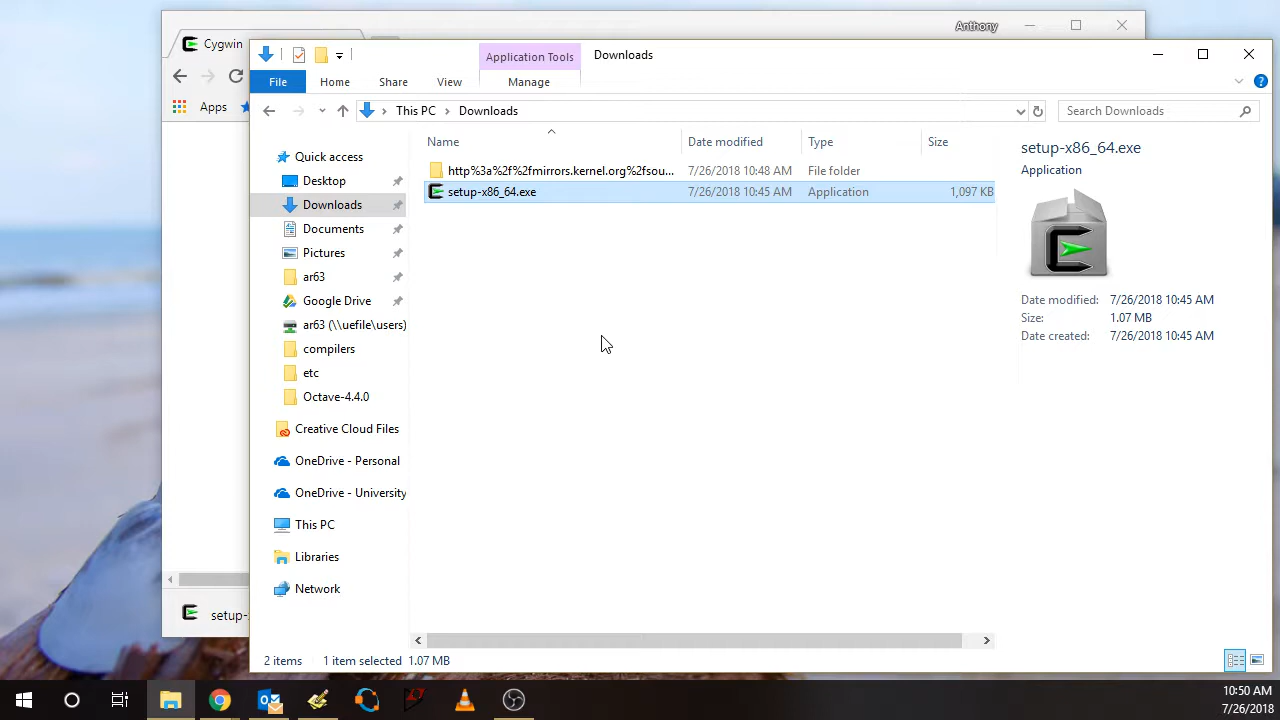 Anthony
Cygwin
Apps
Application Tools
Downloads
File
Home
Share
View
Manage
This PC
Downloads
Search Downloads
Name
Date modified
Type
Size
http%3a%2f%2fmirrors.kernel.org%2fsou...
7/26/2018 10:48 AM
File folder
setup-x86_64.exe
7/26/2018 10:45 AM
Application
1,097 KB
Quick access
Desktop
Downloads
Documents
Pictures
ar63
Google Drive
ar63 (\\uefile\users)
compilers
etc
Octave-4.4.0
Creative Cloud Files
OneDrive - Personal
OneDrive - University
This PC
Libraries
Network
setup-x86_64.exe
Application
Date modified: 7/26/2018 10:45 AM
Size: 1.07 MB
Date created: 7/26/2018 10:45 AM
setup-
2 items
1 item selected 1.07 MB
10:50 AM
7/26/2018